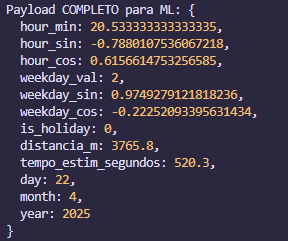 Payload COMPLETO para ML: {
  hour_min: 20.533333333333335,
  hour_sin: -0.7880107536067218,
  hour_cos: 0.6156614753256585,
  weekday_val: 2,
  weekday_sin: 0.9749279121818236,
  weekday_cos: -0.22252093395631434,
  is_holiday: 0,
  distancia_m: 3765.8,
  tempo_estim_segundos: 520.3,
  day: 22,
  month: 4,
  year: 2025
}